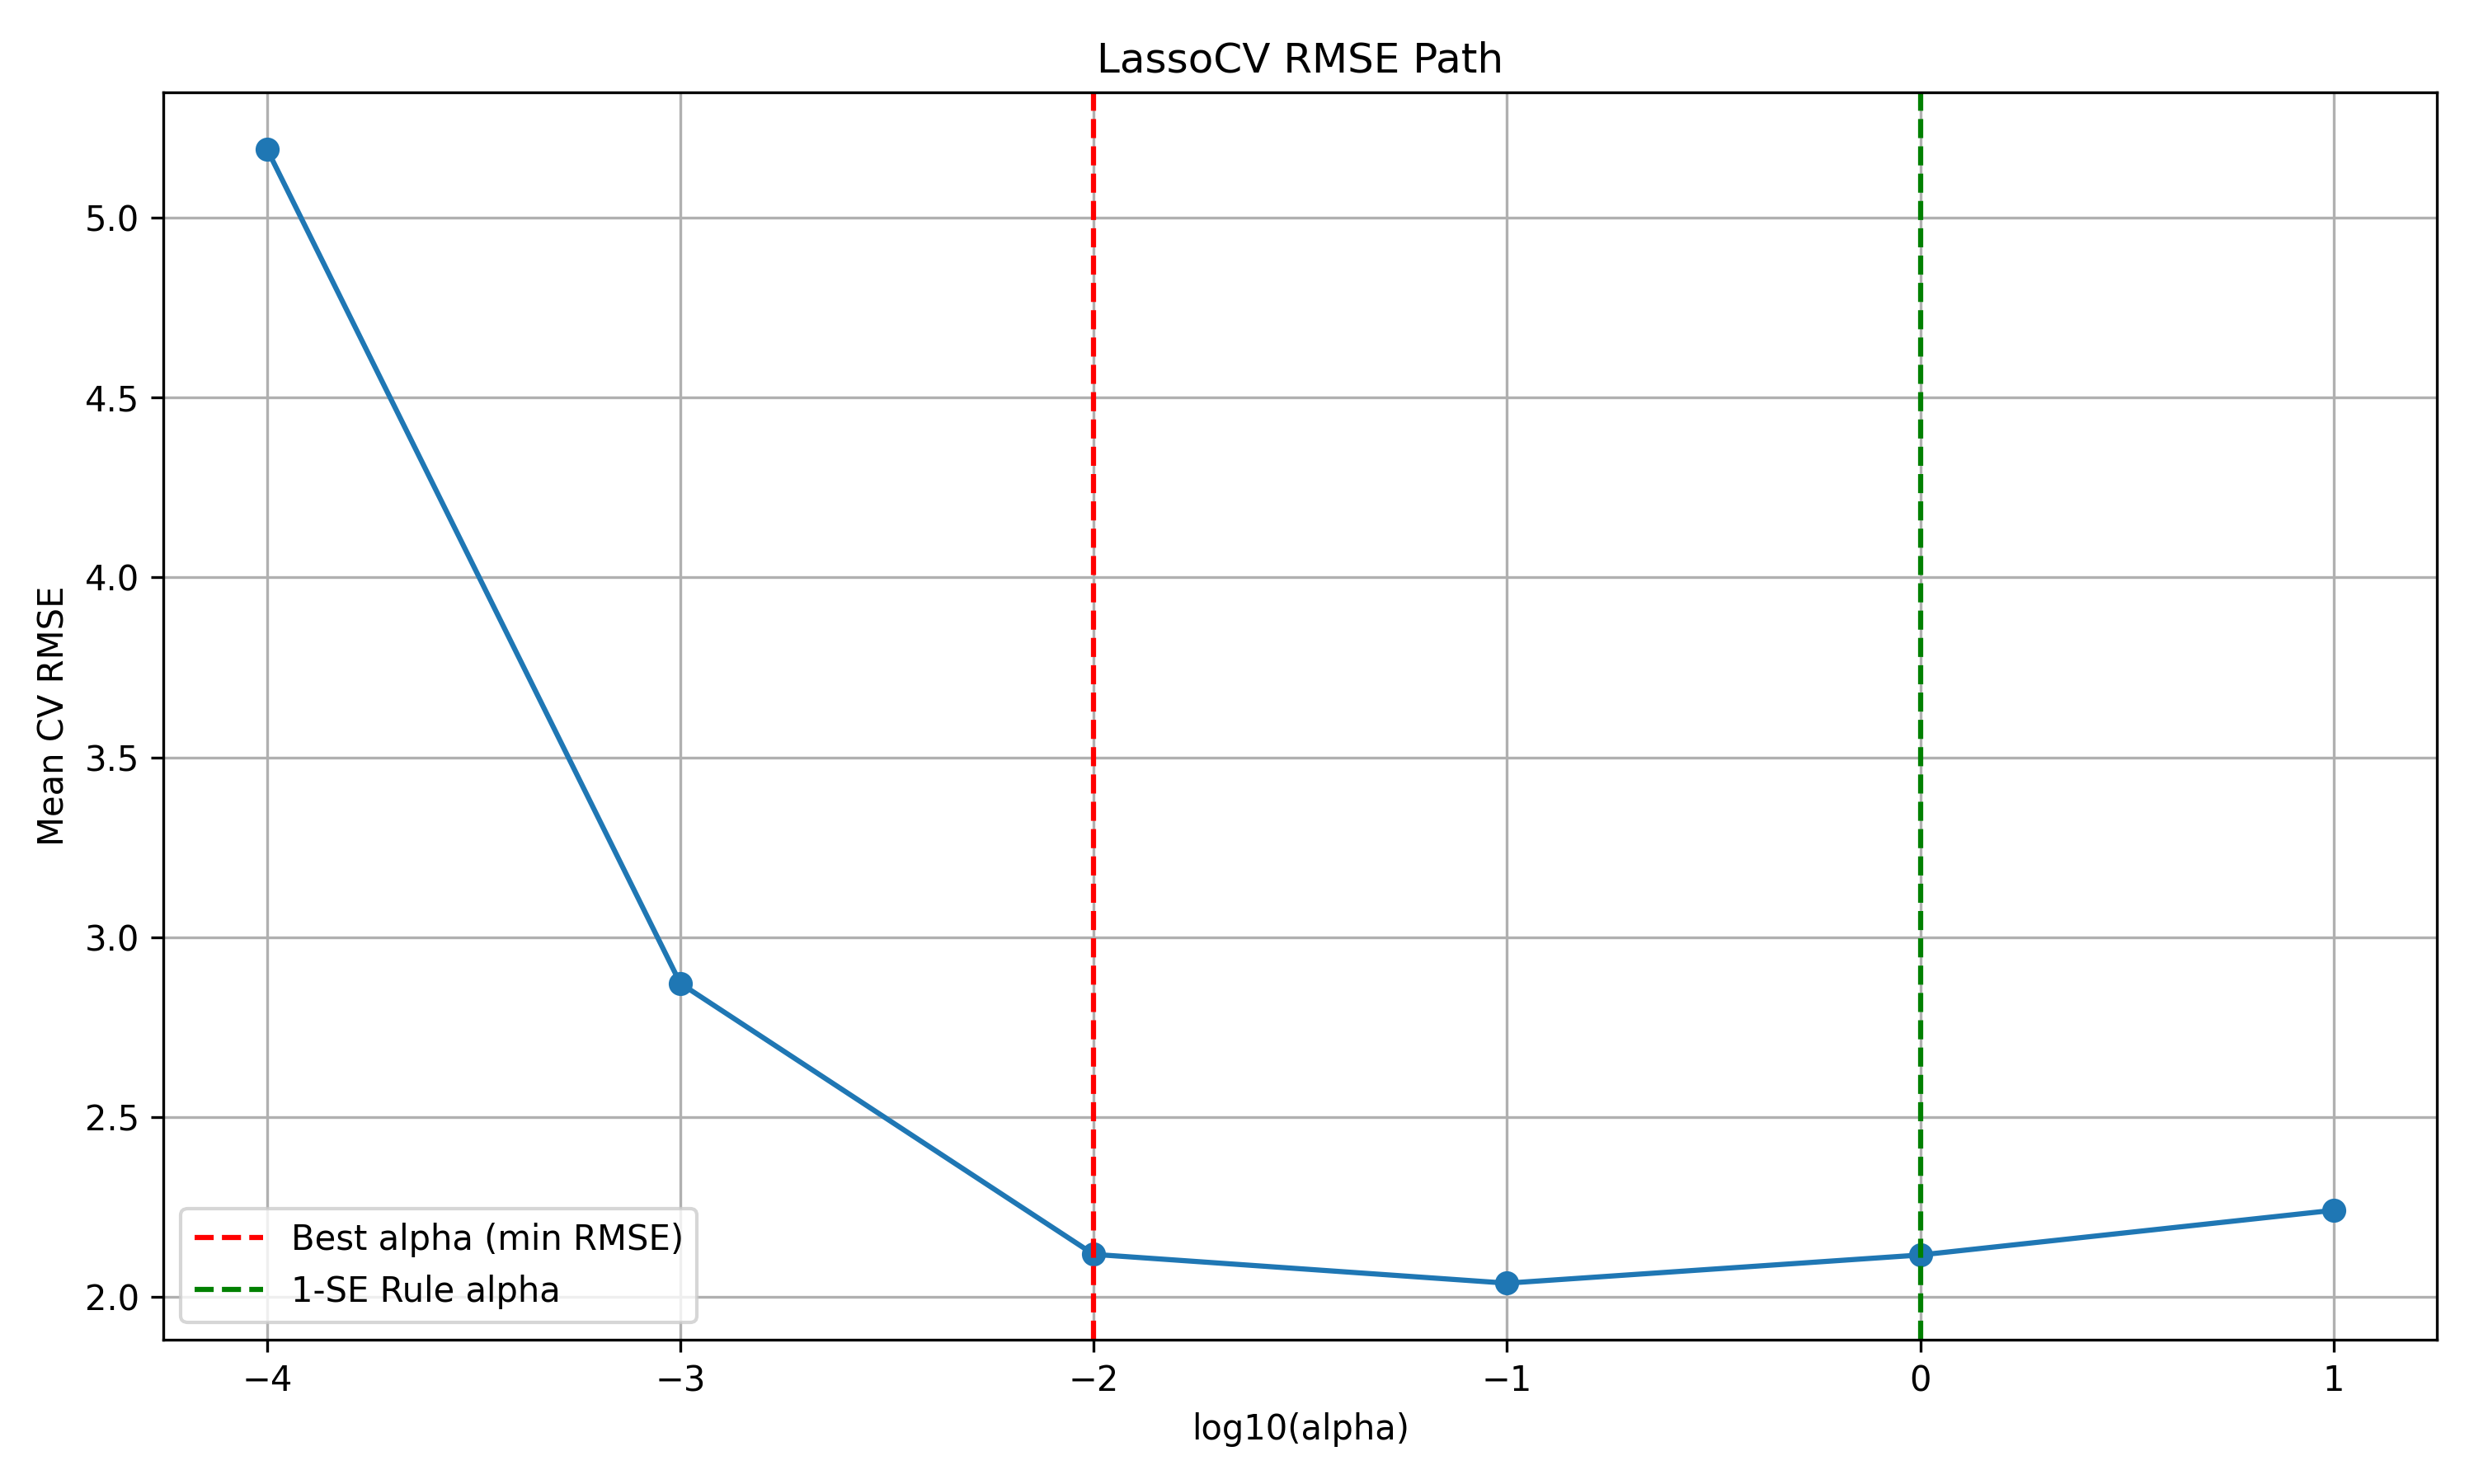 LassoCV RMSE Path
Mean CV RMSE
5.0
4.5
4.0
3.5
3.0
2.5
2.0
Best alpha (min RMSE)
1-SE Rule alpha
−4
−3
−2
−1
0
1
log10(alpha)